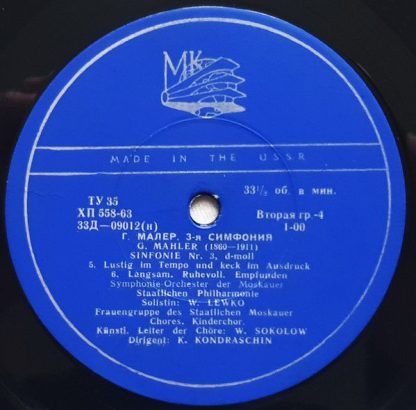 МК
MADE IN THE USSR
ТУ 35
ХП 558-63
33Д—09012(н)
33⅓ об. в мин.
Вторая гр.-4
1-00
Г. МАЛЕР. 3-я СИМФОНИЯ
G. MAHLER (1860—1911)
SINFONIE Nr. 3, d-moll
5. Lustig im Tempo und keck im Ausdruck
6. Langsam. Ruhevoll. Empfunden
Symphonie-Orchester der Moskauer
Staatlichen Philharmonie
Solistin: W. LEWKO
Frauengruppe des Staatlichen Moskauer
Chores, Kinderchor.
Künstl. Leiter der Chöre: W. SOKOLOW
Dirigent: K. KONDRASCHIN